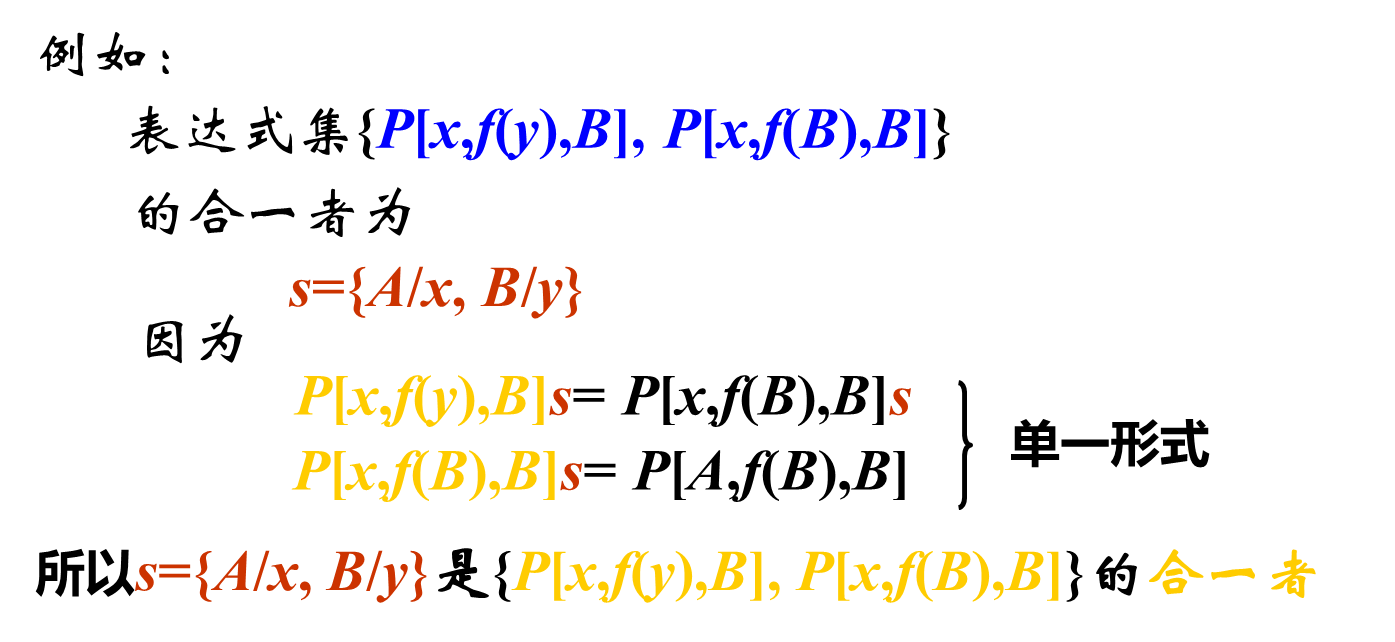 例如：
表达式集{P[x,f(y),B], P[x,f(B),B]}
的合一者为
s={A/x, B/y}
因为
P[x,f(y),B]s= P[x,f(B),B]s
P[x,f(B),B]s= P[A,f(B),B]
单一形式
所以s={A/x, B/y}是{P[x,f(y),B], P[x,f(B),B]}的合一者